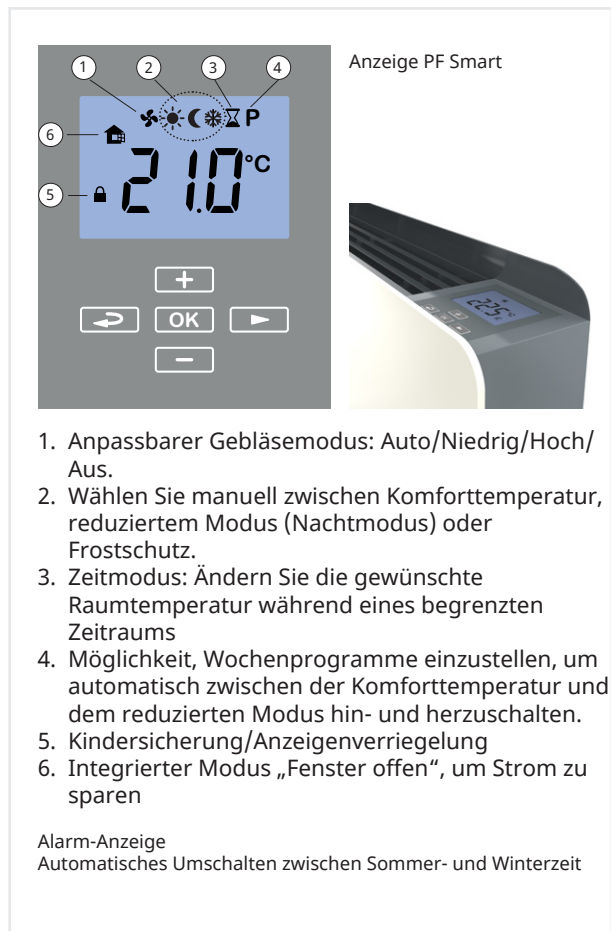 1
2
3
4
Anzeige PF Smart
P
6
21.0 °C
5
+
OK
−
22.5 °C
1. Anpassbarer Gebläsemodus: Auto/Niedrig/Hoch/
Aus.
2. Wählen Sie manuell zwischen Komforttemperatur,
reduziertem Modus (Nachtmodus) oder
Frostschutz.
3. Zeitmodus: Ändern Sie die gewünschte
Raumtemperatur während eines begrenzten
Zeitraums
4. Möglichkeit, Wochenprogramme einzustellen, um
automatisch zwischen der Komforttemperatur und
dem reduzierten Modus hin- und herzuschalten.
5. Kindersicherung/Anzeigenverriegelung
6. Integrierter Modus „Fenster offen“, um Strom zu
sparen
Alarm-Anzeige
Automatisches Umschalten zwischen Sommer- und Winterzeit